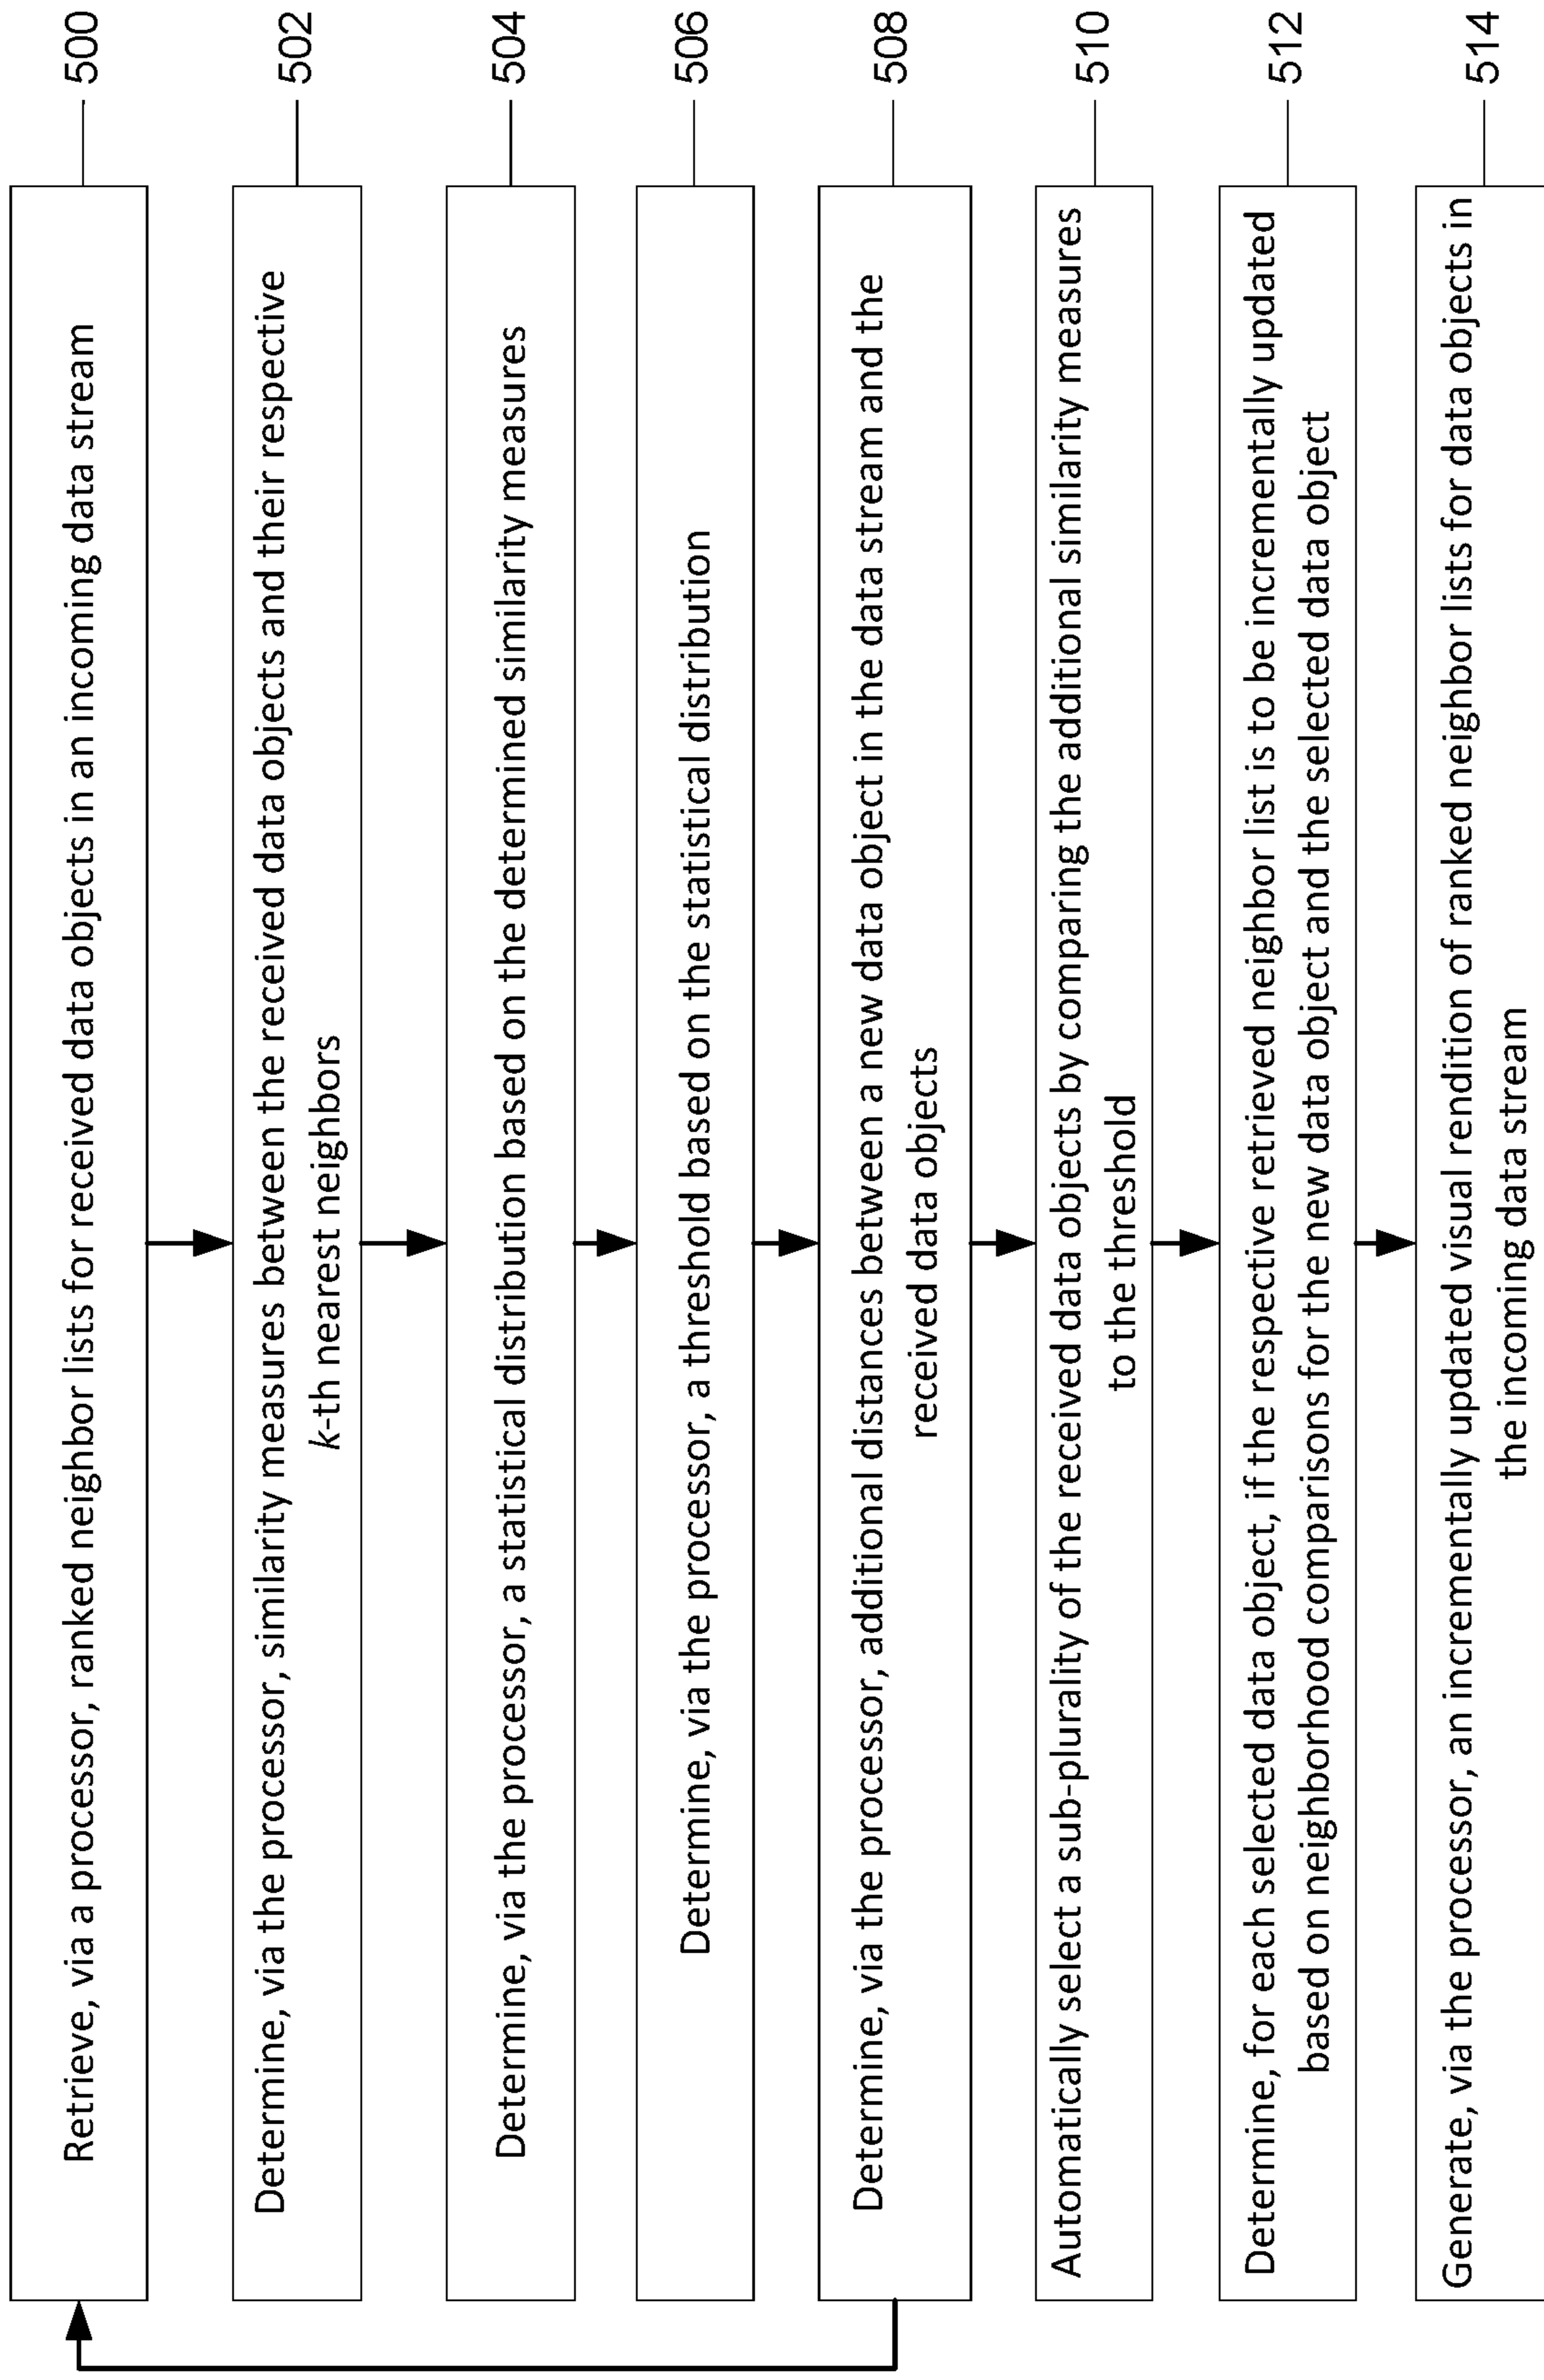 Retrieve, via a processor, ranked neighbor lists for received data objects in an incoming data stream
500
Determine, via the processor, similarity measures between the received data objects and their respective
k-th nearest neighbors
502
Determine, via the processor, a statistical distribution based on the determined similarity measures
504
Determine, via the processor, a threshold based on the statistical distribution
506
Determine, via the processor, additional distances between a new data object in the data stream and the
received data objects
508
Automatically select a sub-plurality of the received data objects by comparing the additional similarity measures
to the threshold
510
Determine, for each selected data object, if the respective retrieved neighbor list is to be incrementally updated
based on neighborhood comparisons for the new data object and the selected data object
512
Generate, via the processor, an incrementally updated visual rendition of ranked neighbor lists for data objects in
the incoming data stream
514